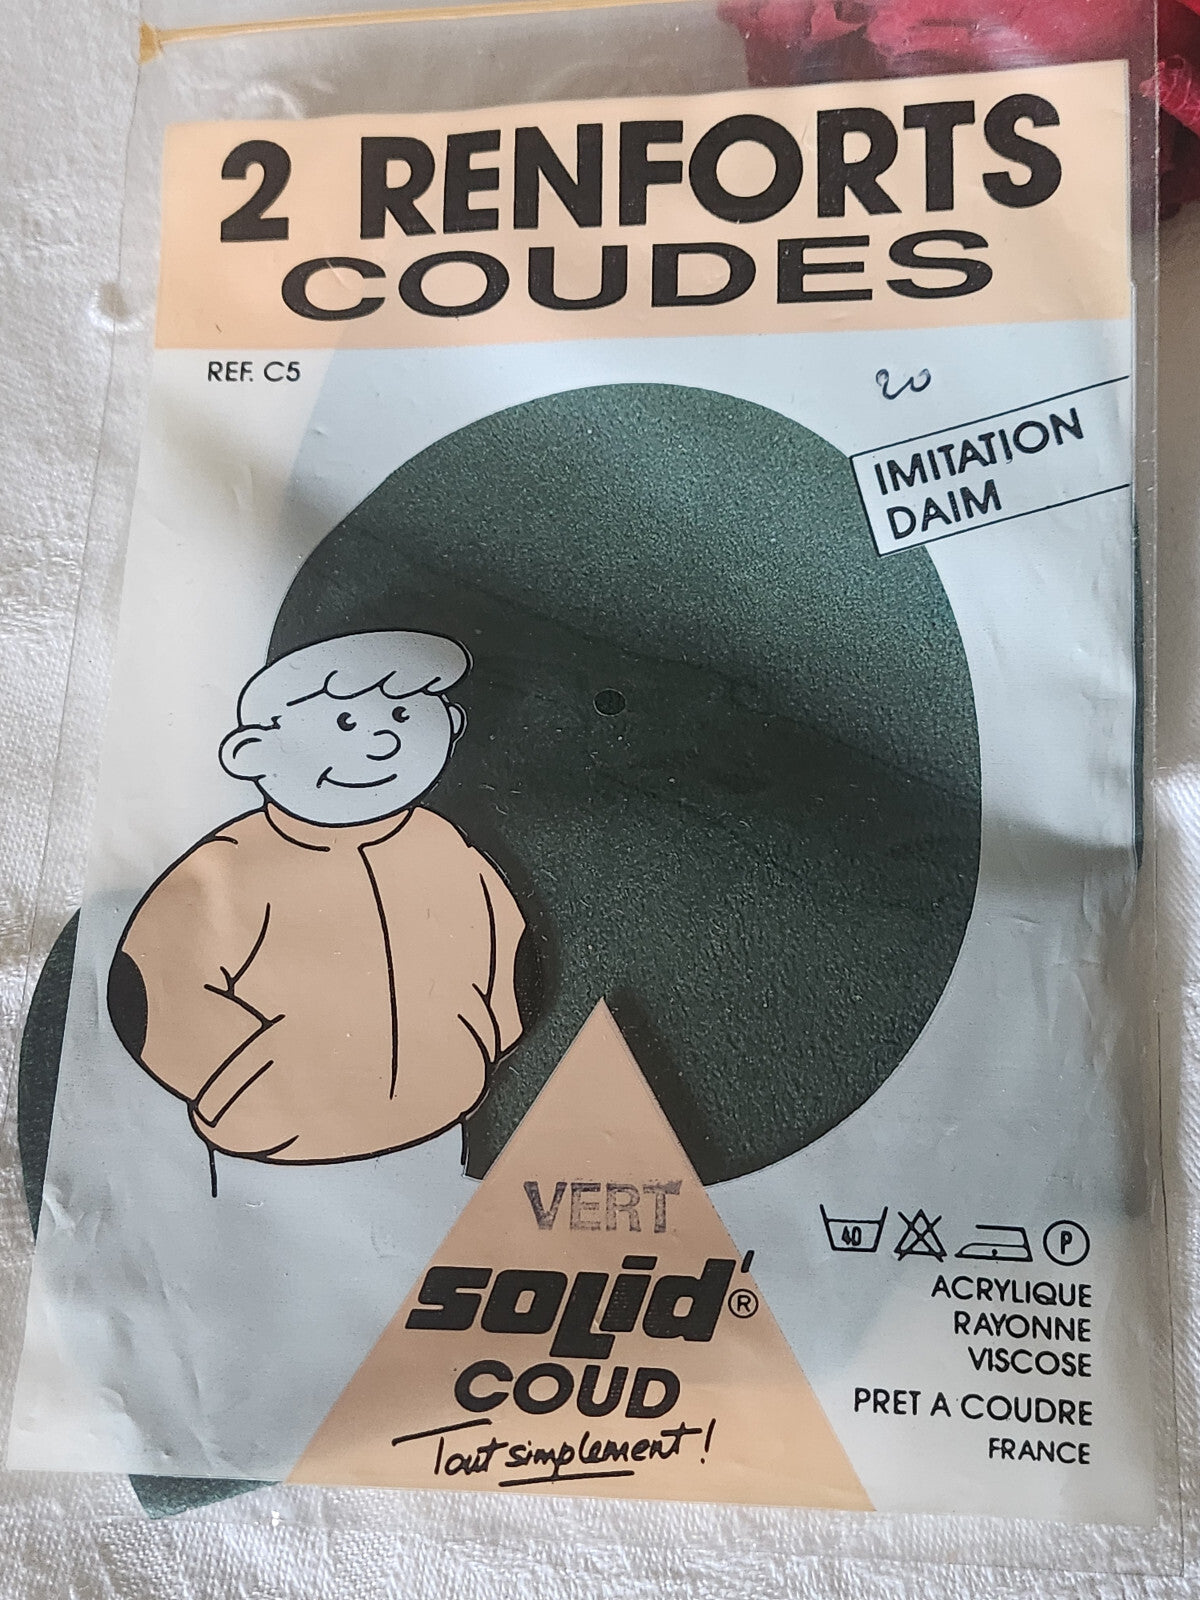 2 RENFORTS
COUDES
REF. C5
20
IMITATION
DAIM
VERT
SOLiD'®
COUD
Tout simplement!
40
P
ACRYLIQUE
RAYONNE
VISCOSE
PRET A COUDRE
FRANCE